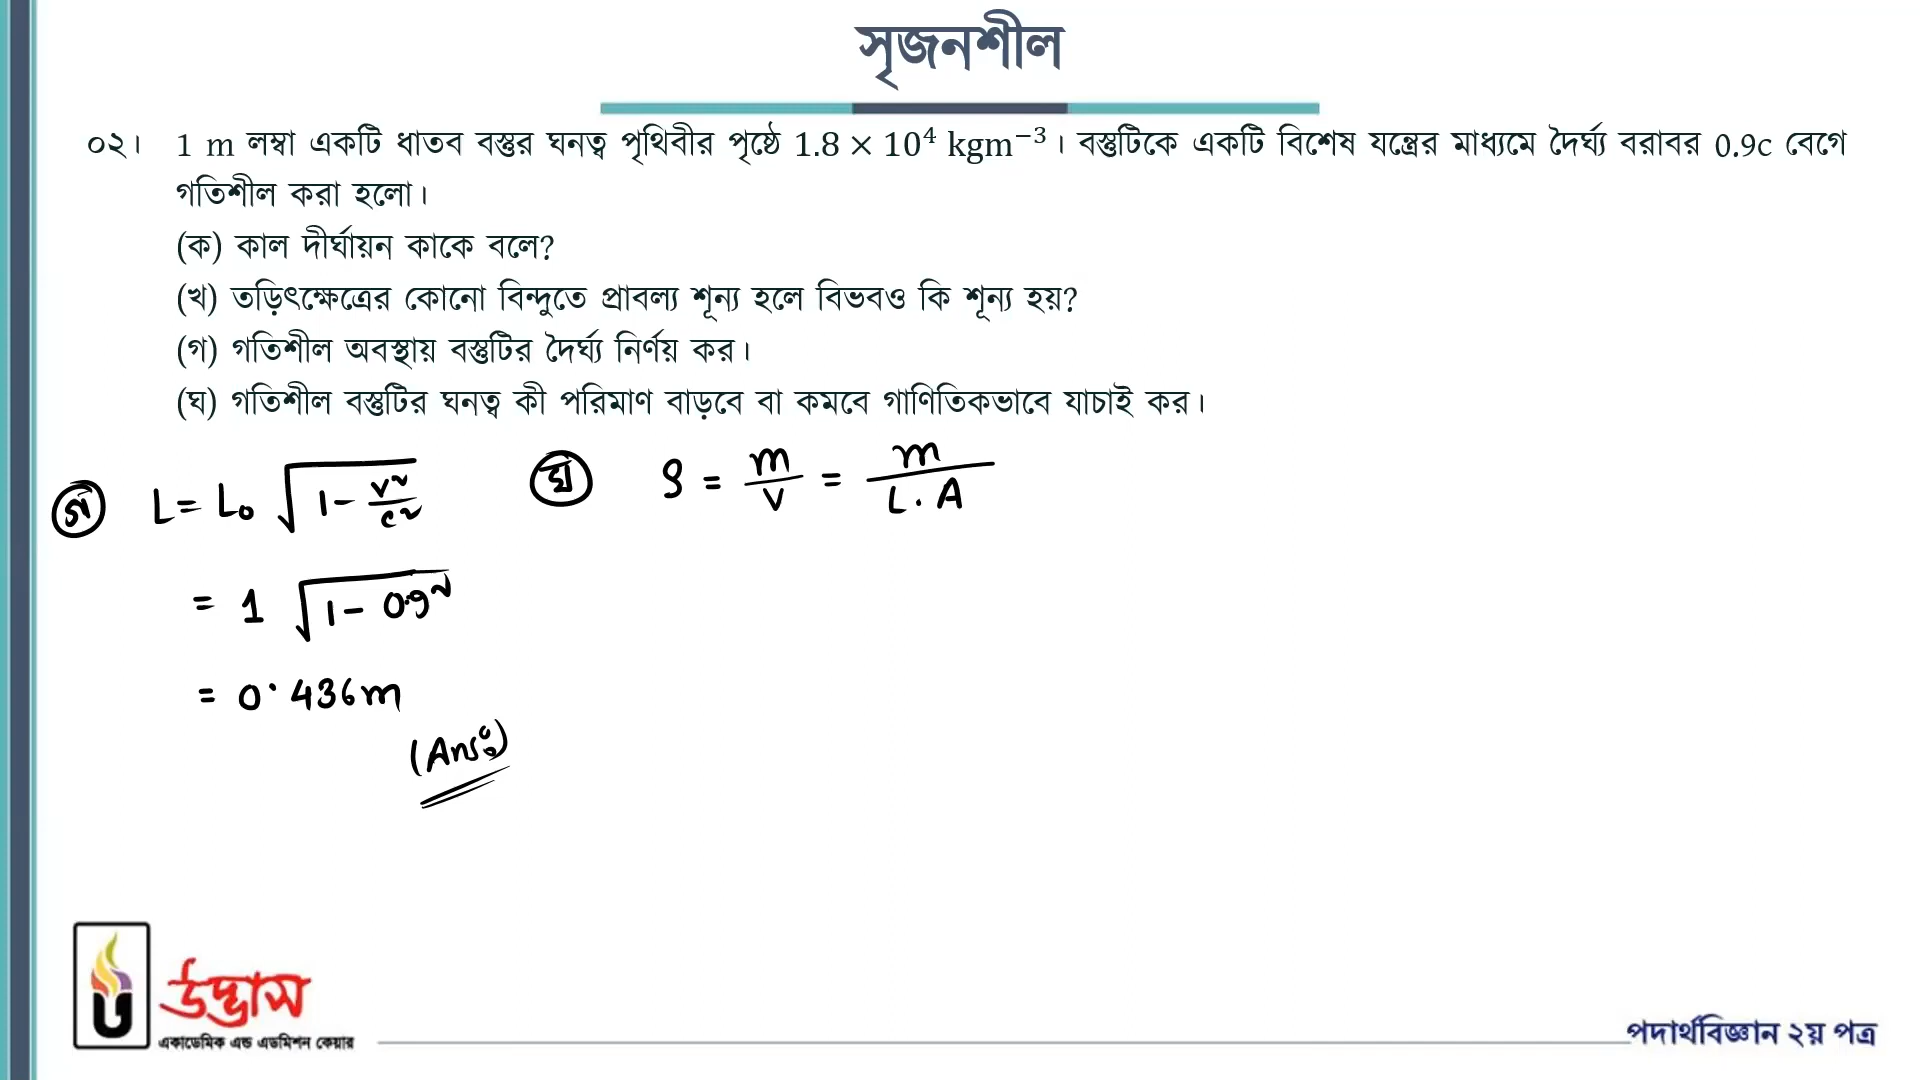 সৃজনশীল
০২। 1 m লম্বা একটি ধাতব বস্তুর ঘনত্ব পৃথিবীর পৃষ্ঠে 1.8 × 10⁴ kgm⁻³। বস্তুটিকে একটি বিশেষ যন্ত্রের মাধ্যমে দৈর্ঘ্য বরাবর 0.9c বেগে
গতিশীল করা হলো।
(ক) কাল দীর্ঘায়ন কাকে বলে?
(খ) তড়িৎক্ষেত্রের কোনো বিন্দুতে প্রাবল্য শূন্য হলে বিভবও কি শূন্য হয়?
(গ) গতিশীল অবস্থায় বস্তুটির দৈর্ঘ্য নির্ণয় কর।
(ঘ) গতিশীল বস্তুটির ঘনত্ব কী পরিমাণ বাড়বে বা কমবে গাণিতিকভাবে যাচাই কর।
গ L = L₀ √(1 - v²/c²)
= 1 √(1 - 0.9²)
= 0.436m
(Ans:)
ঘ ρ = m/V = m/(L . A)
উদ্ভাস
একাডেমিক এন্ড এডমিশন কেয়ার
পদার্থবিজ্ঞান ২য় পত্র